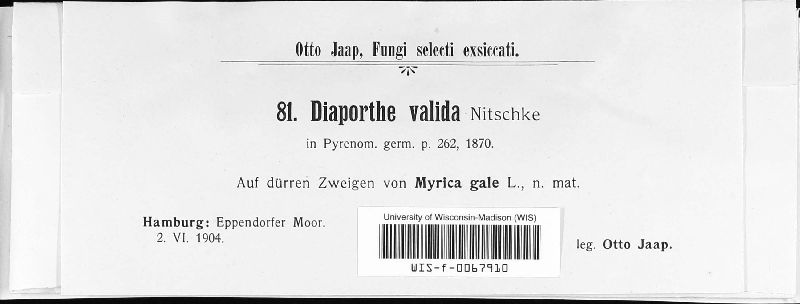 Otto Jaap, Fungi selecti exsiccati.
81. Diaporthe valida Nitschke
in Pyrenom. germ. p. 262, 1870.
Auf dürren Zweigen von Myrica gale L., n. mat.
Hamburg: Eppendorfer Moor.
2. VI. 1904.
leg. Otto Jaap.
University of Wisconsin-Madison (WIS)
WIS-f-0067910